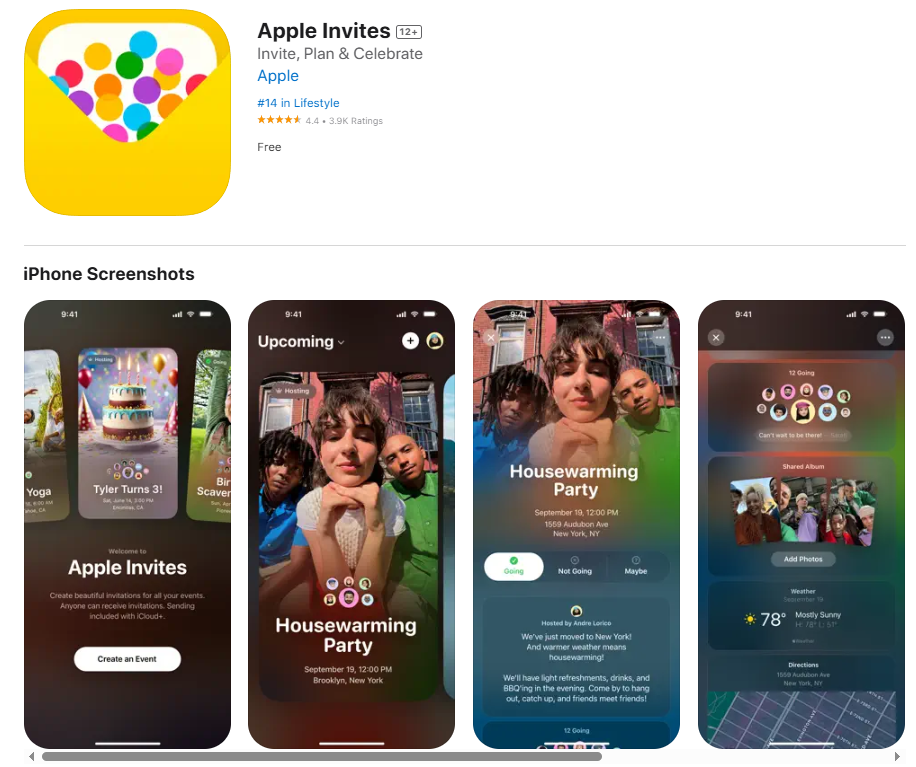 Apple Invites 12+
Invite, Plan & Celebrate
Apple
#14 in Lifestyle
4.4 • 3.9K Ratings
Free
iPhone Screenshots
9:41
Hosting
Going
Yoga
Tyler Turns 3!
Sat, June 14, 3:00 PM
Encinitas, CA
Bir
Scaven
Welcome to
Apple Invites
Create beautiful invitations for all your events.
Anyone can receive invitations. Sending
included with iCloud+.
Create an Event
9:41
Upcoming
Hosting
Housewarming
Party
September 19, 12:00 PM
Brooklyn, New York
9:41
Housewarming
Party
September 19, 12:00 PM
1559 Audubon Ave
New York, NY
Going
Not Going
Maybe
Hosted by Andre Lorico
We've just moved to New York!
And warmer weather means
housewarming!
We'll have light refreshments, drinks, and
BBQ'ing in the evening. Come by to hang
out, catch up, and friends meet friends!
12 Going
9:41
12 Going
Can't wait to be there!
Shared Album
Add Photos
Weather
September 19
78°
Mostly Sunny
H: 78° L: 51°
Directions
1559 Audubon Ave
New York, NY